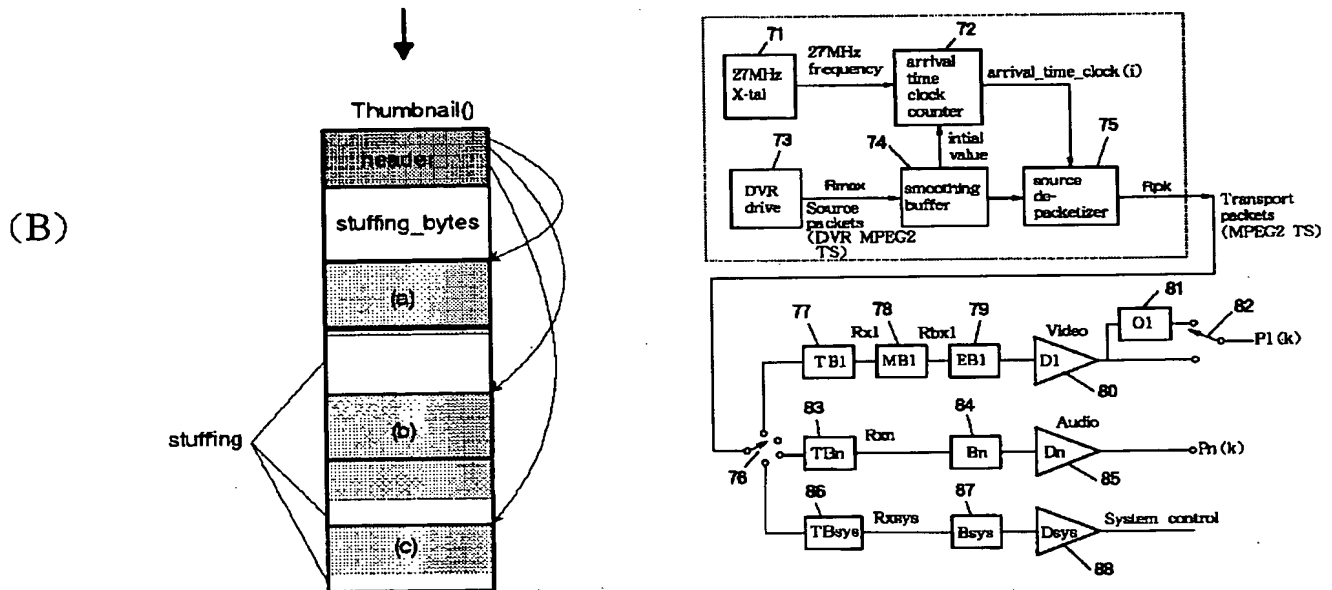 (B)
Thumbnail()
header
stuffing_bytes
(a)
(b)
(c)
stuffing
71
27MHz
X-tal
27MHz
frequency
72
arrival
time
clock
counter
arrival_time_clock(i)
intial
value
73
DVR
drive
Rmax
Source
packets
(DVR MPEG2
TS)
74
smoothing
buffer
75
source
de-
packetizer
Rpk
Transport
packets
(MPEG2 TS)
76
77
TB1
Rx1
78
MB1
Rbx1
79
EB1
Video
D1
80
81
O1
82
P1(k)
83
TBn
Rxn
84
Bn
Audio
Dn
85
Pn(k)
86
TBsys
Rxsys
87
Bsys
Dsys
88
System control